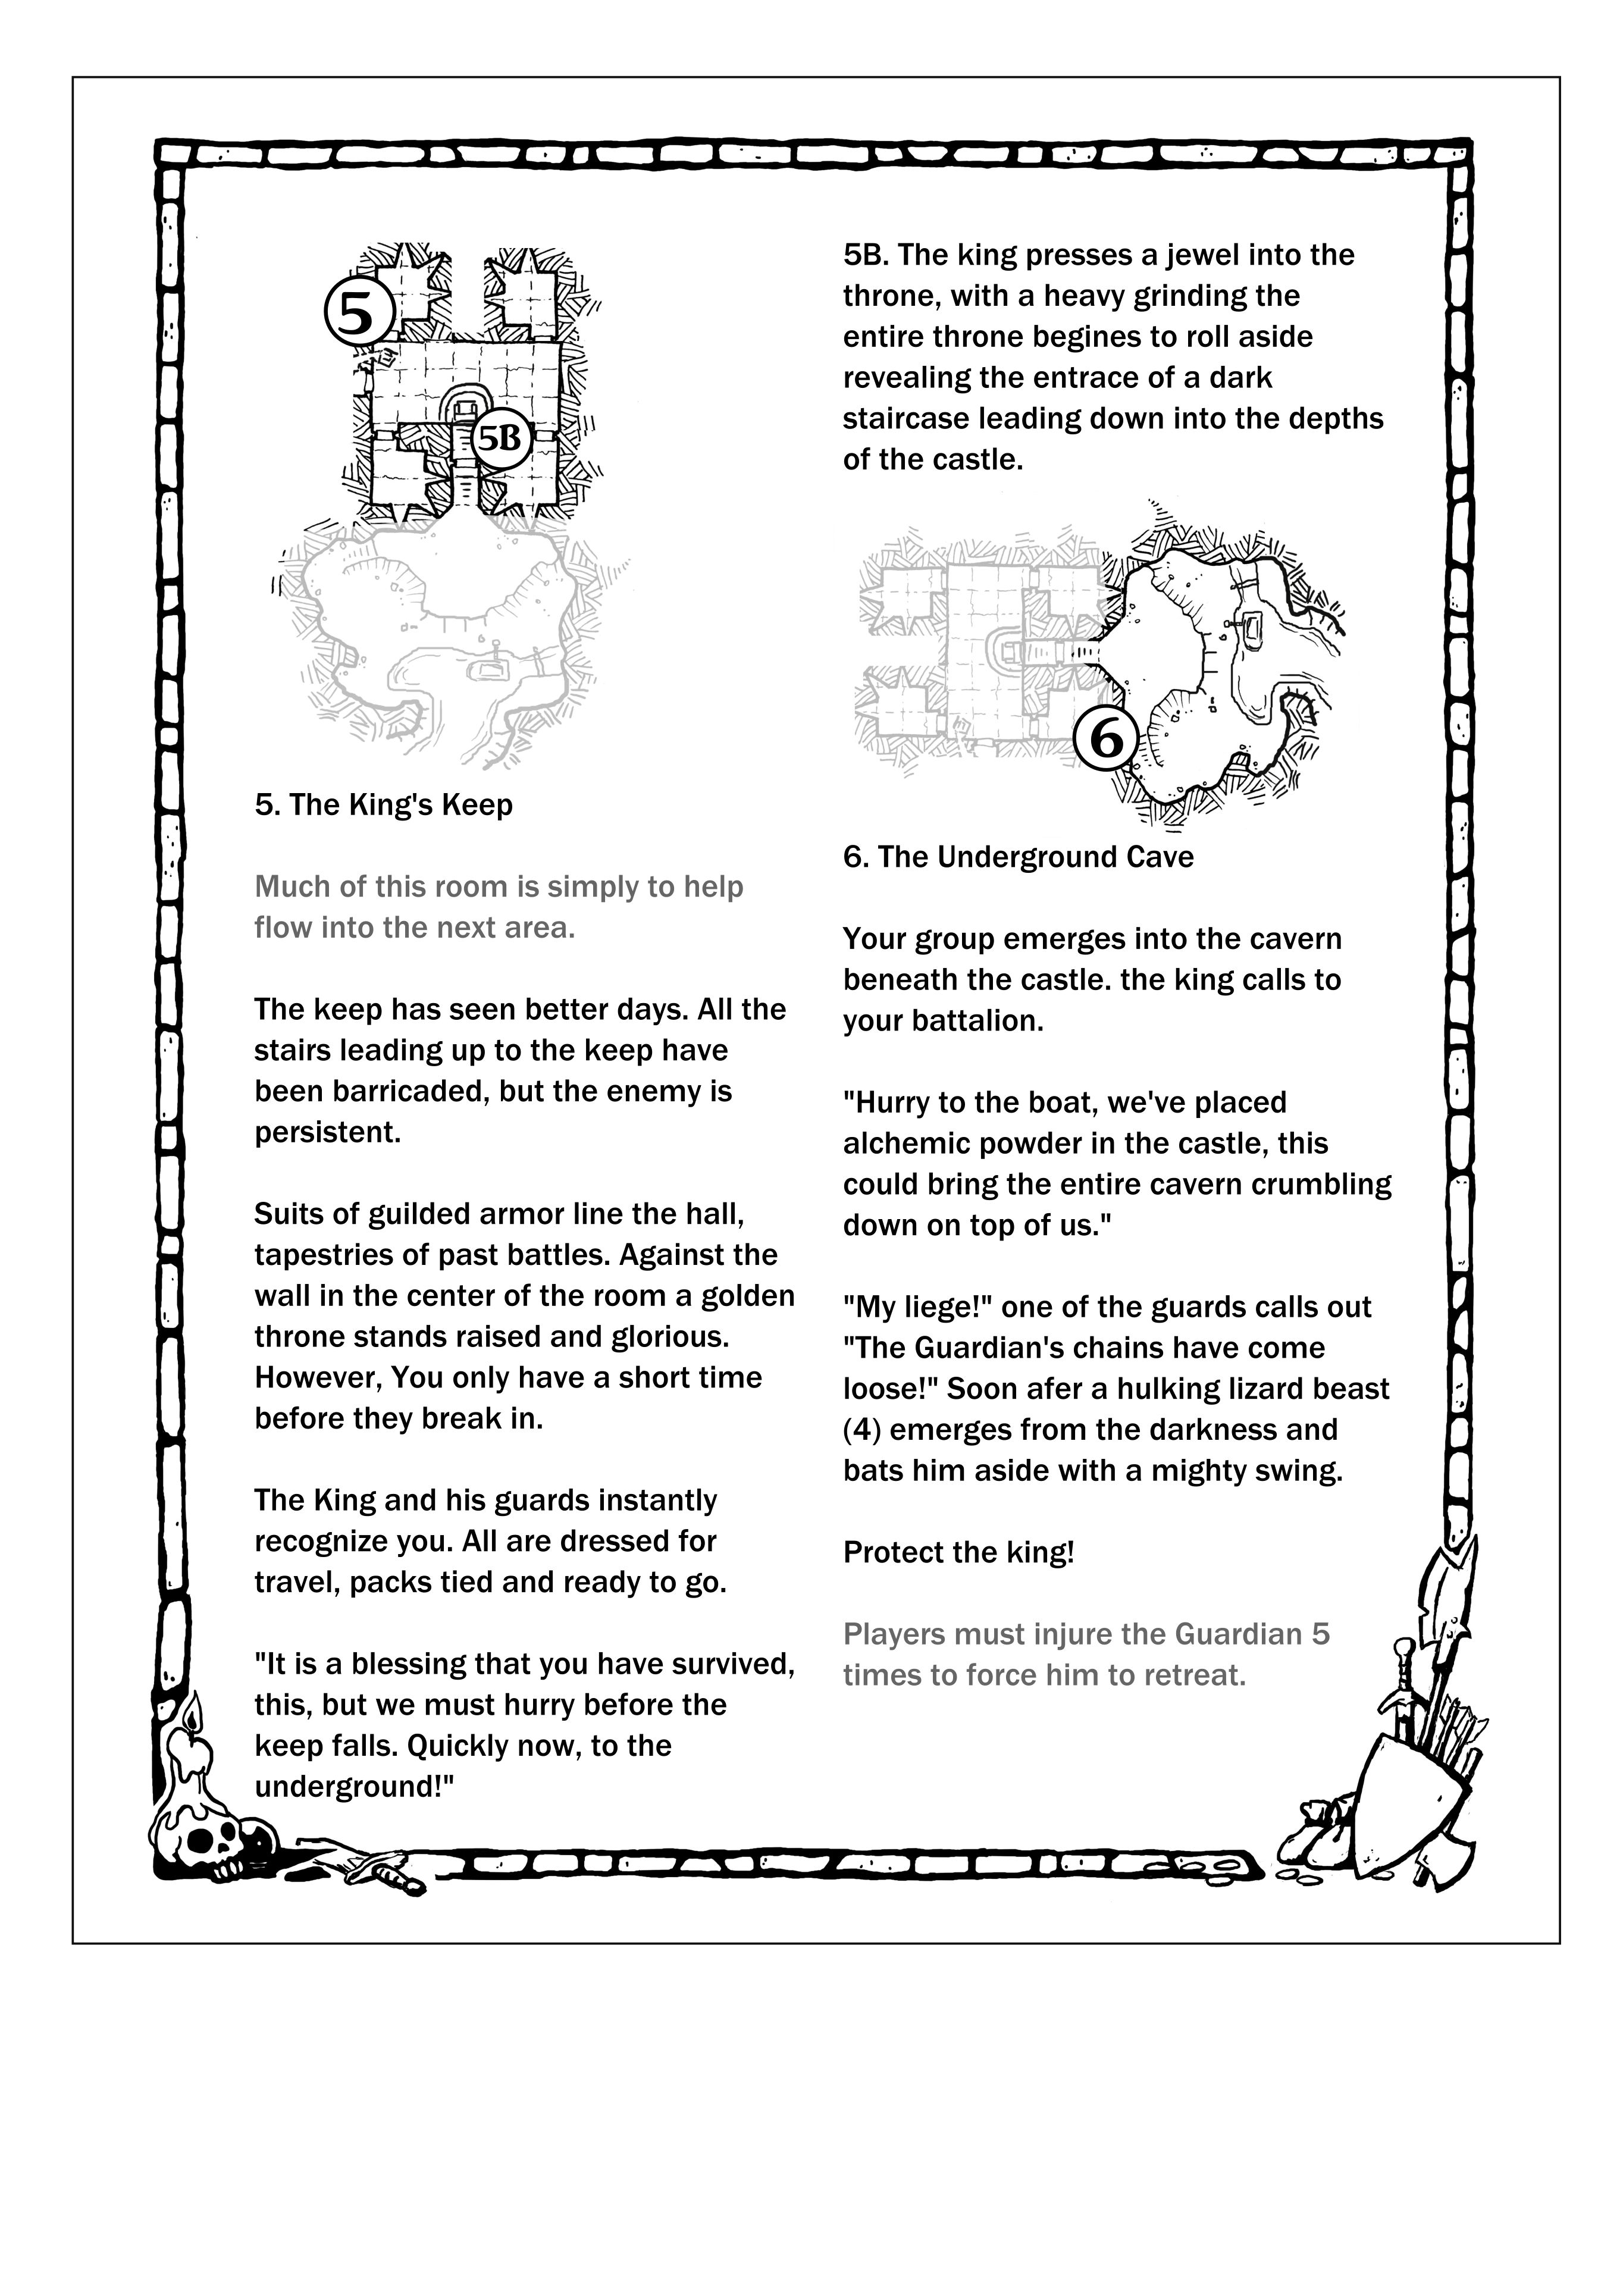 5
5B
5. The King's Keep
Much of this room is simply to help
flow into the next area.
The keep has seen better days. All the
stairs leading up to the keep have
been barricaded, but the enemy is
persistent.
Suits of guilded armor line the hall,
tapestries of past battles. Against the
wall in the center of the room a golden
throne stands raised and glorious.
However, You only have a short time
before they break in.
The King and his guards instantly
recognize you. All are dressed for
travel, packs tied and ready to go.
"It is a blessing that you have survived,
this, but we must hurry before the
keep falls. Quickly now, to the
underground!"
5B. The king presses a jewel into the
throne, with a heavy grinding the
entire throne begines to roll aside
revealing the entrace of a dark
staircase leading down into the depths
of the castle.
6
6. The Underground Cave
Your group emerges into the cavern
beneath the castle. the king calls to
your battalion.
"Hurry to the boat, we've placed
alchemic powder in the castle, this
could bring the entire cavern crumbling
down on top of us."
"My liege!" one of the guards calls out
"The Guardian's chains have come
loose!" Soon afer a hulking lizard beast
(4) emerges from the darkness and
bats him aside with a mighty swing.
Protect the king!
Players must injure the Guardian 5
times to force him to retreat.